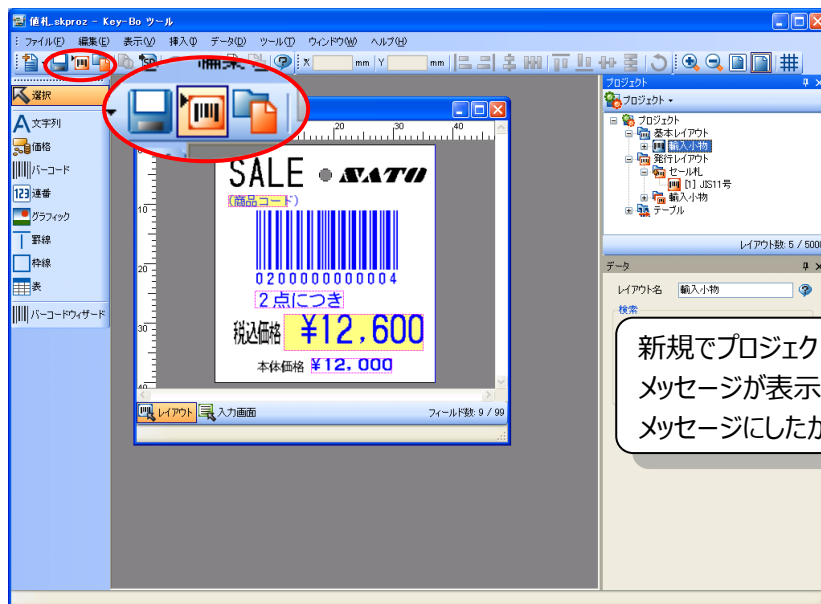 値札.skproz - Key-Bo ツール
ファイル(F) 編集(E) 表示(V) 挿入(I) データ(D) ツール(T) ウィンドウ(W) ヘルプ(H)
X mm Y mm
選択
文字列
価格
バーコード
連番
グラフィック
罫線
枠線
表
バーコードウィザード
20 30 40
10
20
30
40
SALE SATO
(商品コード)
0200000000004
2点につき
税込価格 ¥12,600
本体価格 ¥12,000
レイアウト 入力画面 フィールド数: 9 / 99
プロジェクト
プロジェクト
プロジェクト
基本レイアウト
輸入小物
発行レイアウト
セール札
[1] JIS11号
輸入小物
テーブル
レイアウト数: 5 / 5000
データ
レイアウト名 輸入小物
検索
新規でプロジェク
メッセージが表示
メッセージにしたか